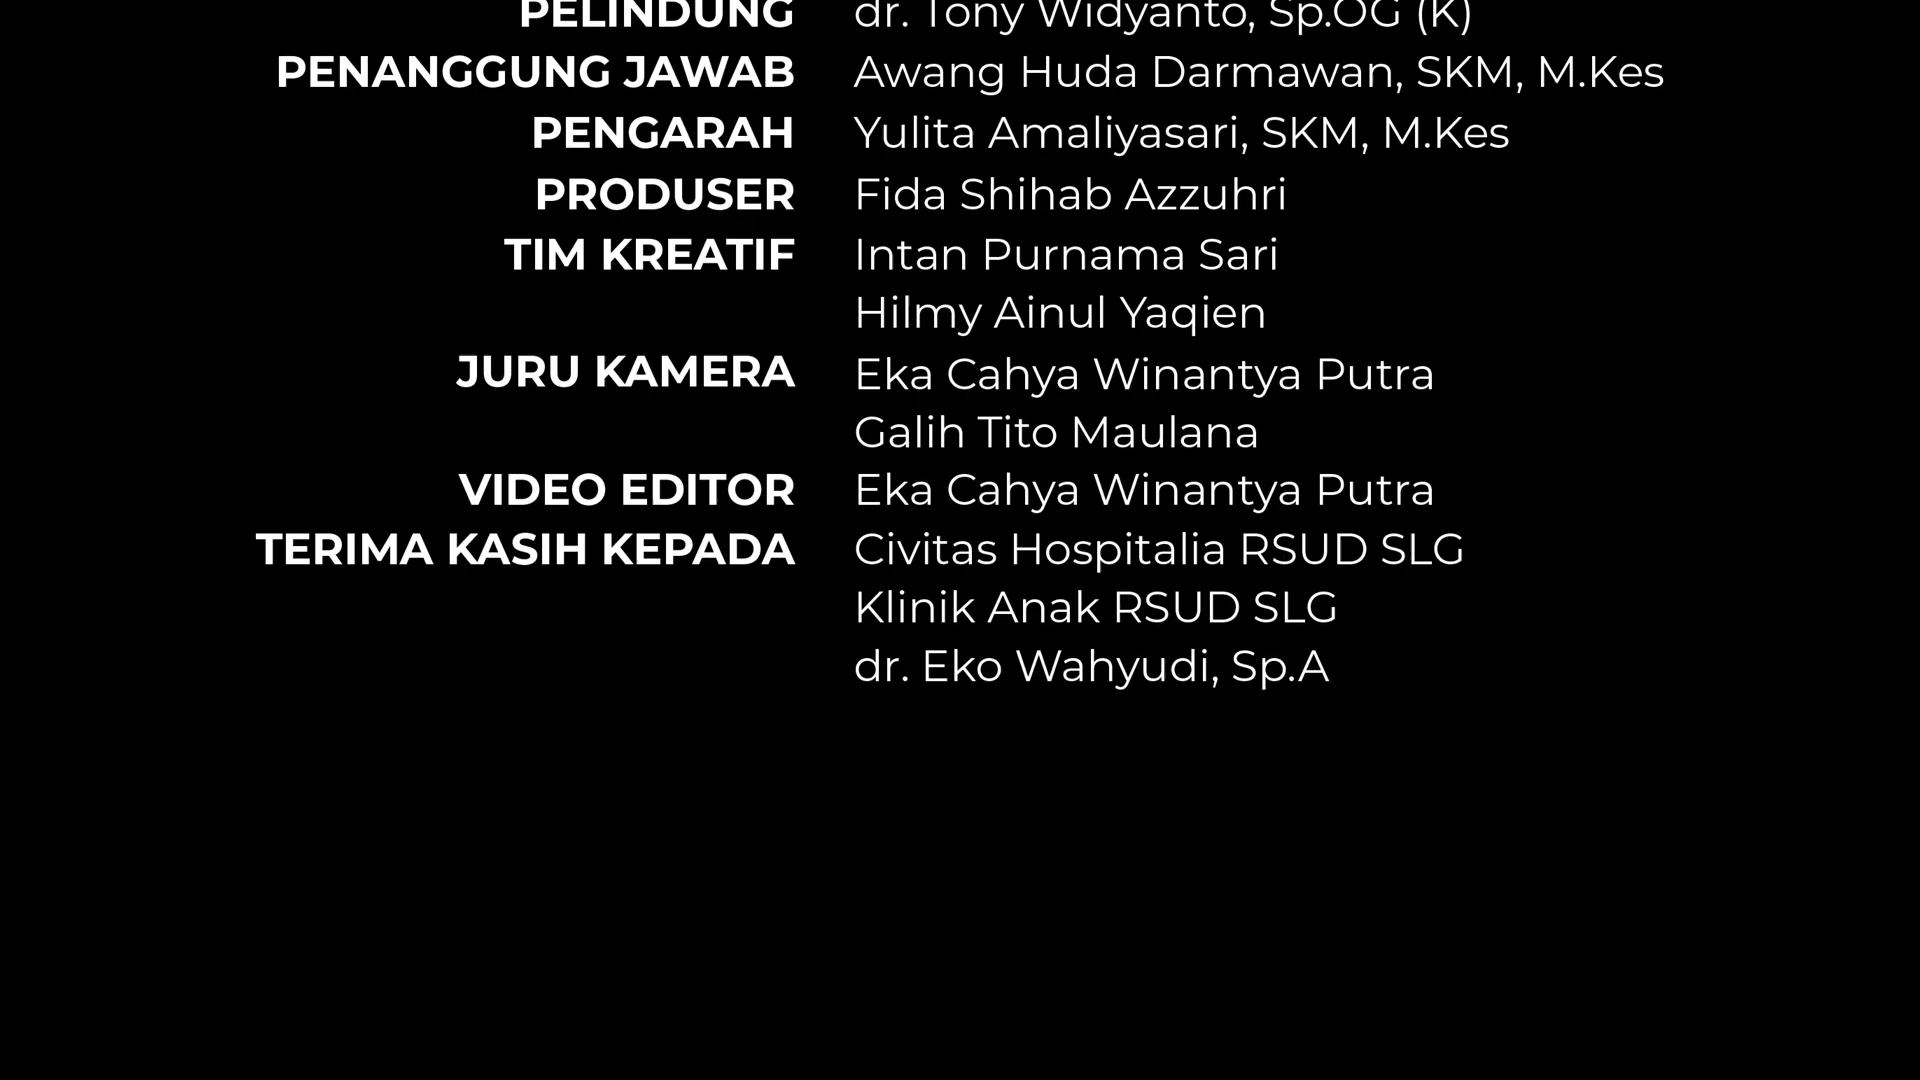 PELINDUNG dr. Tony Widyanto, Sp.OG (K)
PENANGGUNG JAWAB Awang Huda Darmawan, SKM, M.Kes
PENGARAH Yulita Amaliyasari, SKM, M.Kes
PRODUSER Fida Shihab Azzuhri
TIM KREATIF Intan Purnama Sari
Hilmy Ainul Yaqien
JURU KAMERA Eka Cahya Winantya Putra
Galih Tito Maulana
VIDEO EDITOR Eka Cahya Winantya Putra
TERIMA KASIH KEPADA Civitas Hospitalia RSUD SLG
Klinik Anak RSUD SLG
dr. Eko Wahyudi, Sp.A